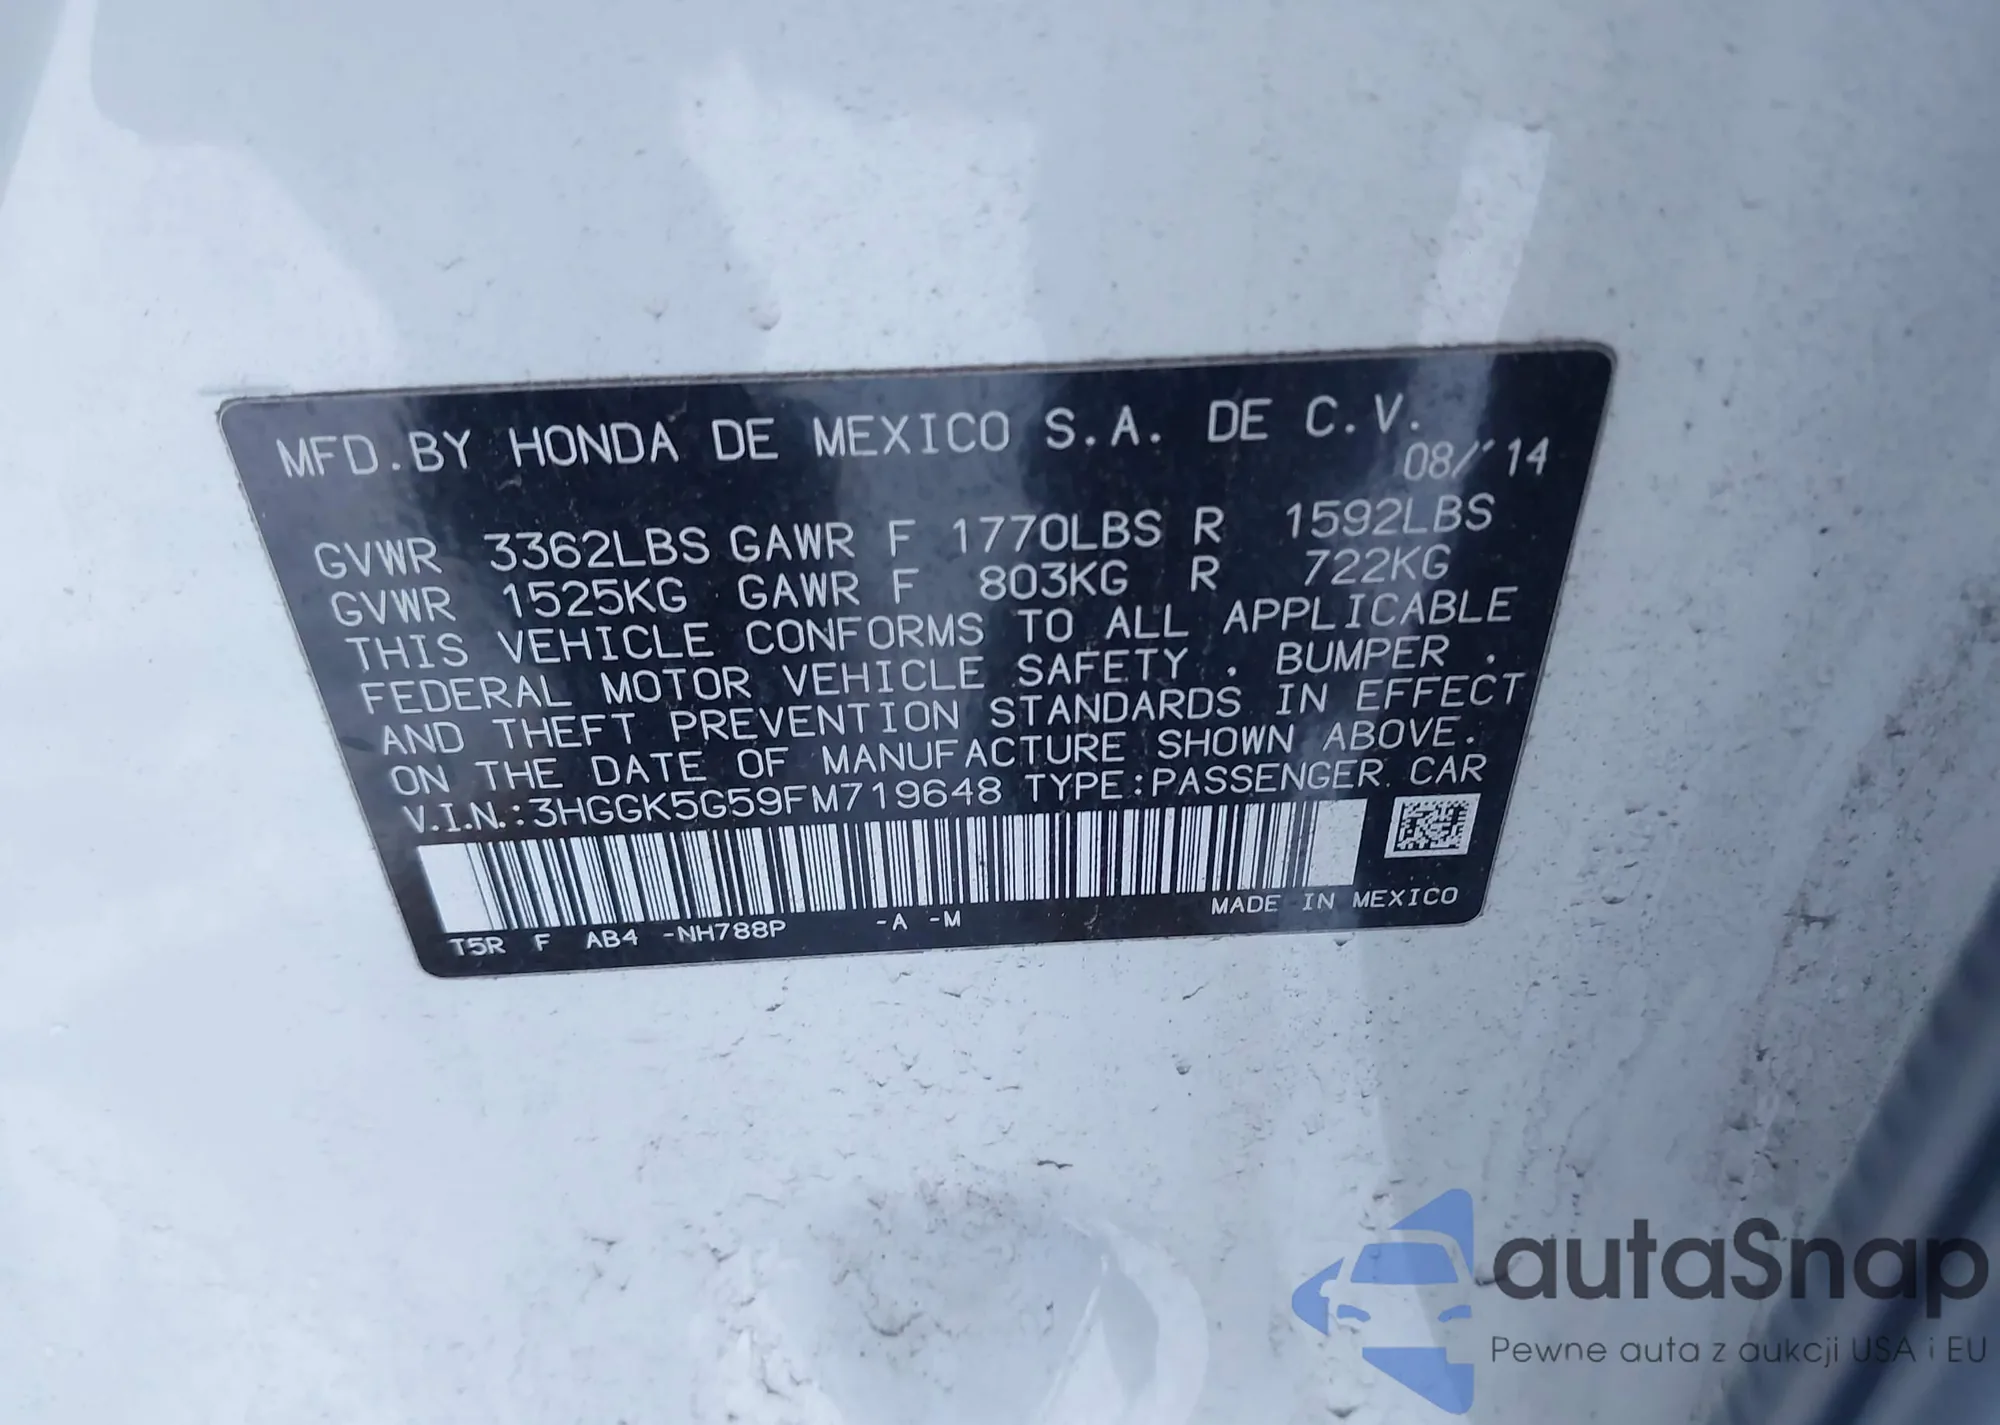 MFD.BY HONDA DE MEXICO S.A. DE C.V.
08/'14
GVWR 3362LBS GAWR F 1770LBS R 1592LBS
GVWR 1525KG GAWR F 803KG R 722KG
THIS VEHICLE CONFORMS TO ALL APPLICABLE
FEDERAL MOTOR VEHICLE SAFETY , BUMPER ,
AND THEFT PREVENTION STANDARDS IN EFFECT
ON THE DATE OF MANUFACTURE SHOWN ABOVE.
V.I.N.:3HGGK5G59FM719648 TYPE:PASSENGER CAR
MADE IN MEXICO
T5R F AB4 -NH788P -A -M
autaSnap
Pewne auta z aukcji USA i EU